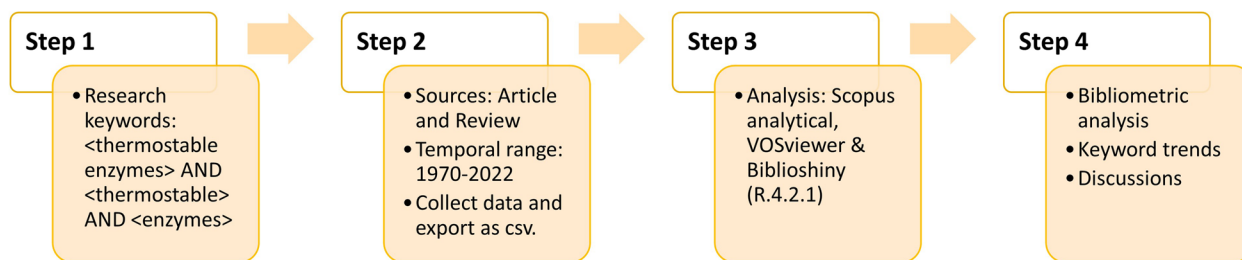 Step 1
• Research
keywords:
<thermostable
enzymes> AND
<thermostable>
AND <enzymes>
Step 2
• Sources: Article
and Review
• Temporal range:
1970-2022
• Collect data and
export as csv.
Step 3
• Analysis: Scopus
analytical,
VOSviewer &
Biblioshiny
(R.4.2.1)
Step 4
• Bibliometric
analysis
• Keyword trends
• Discussions